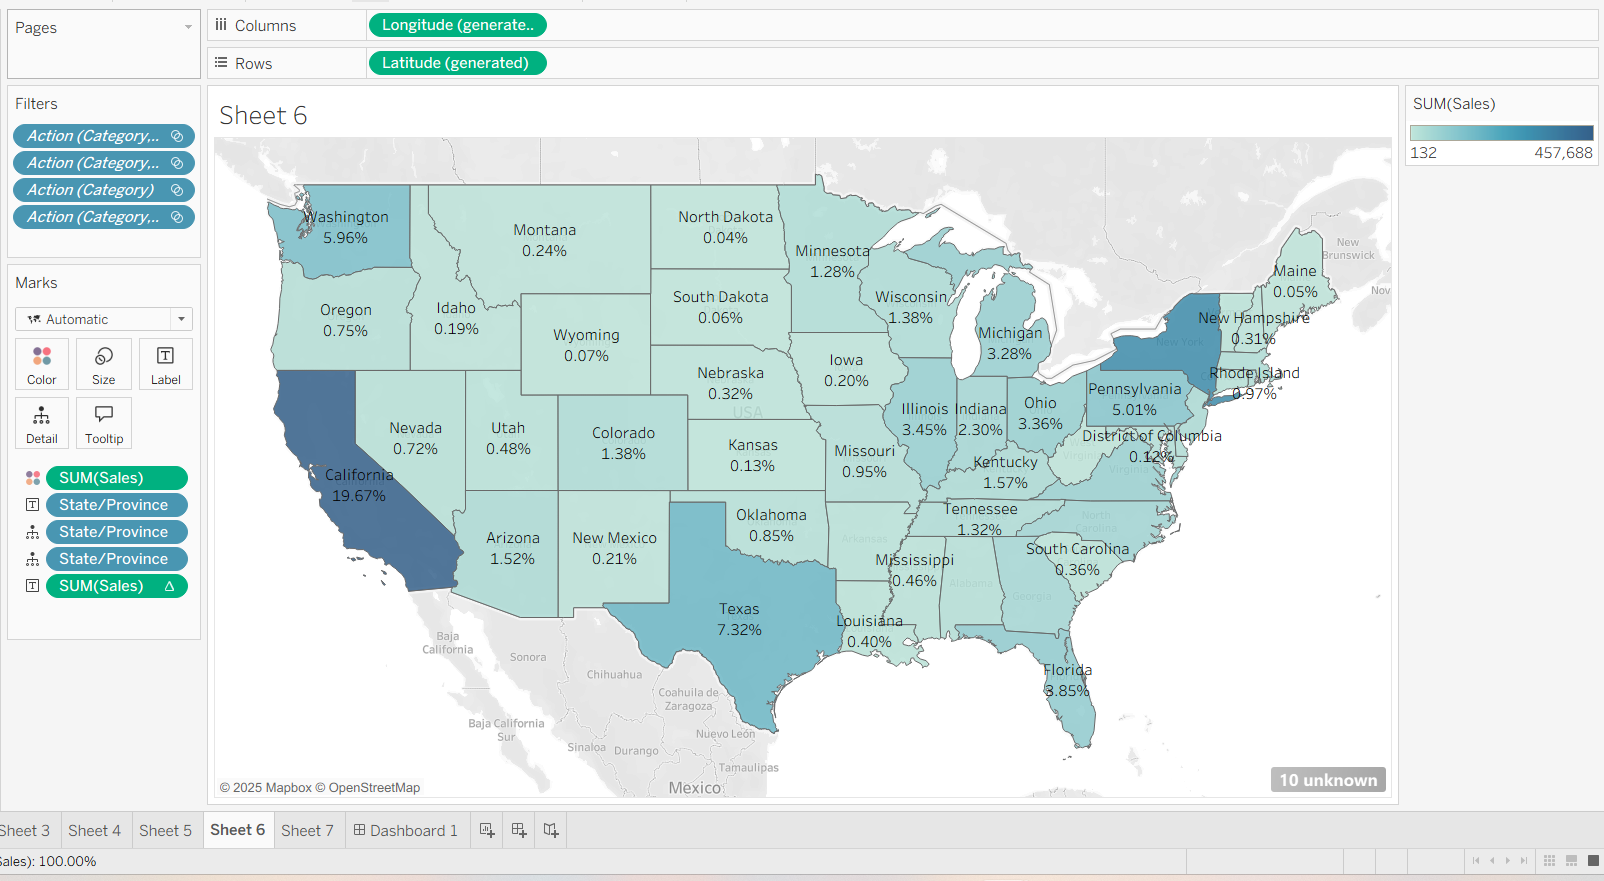 Pages
Columns
Longitude (generate..
Rows
Latitude (generated)
Filters
Action (Category,..
Action (Category,..
Action (Category)
Action (Category,..
Marks
Automatic
Color
Size
Label
Detail
Tooltip
SUM(Sales)
State/Province
State/Province
State/Province
SUM(Sales)
Sheet 6
SUM(Sales)
132
457,688
Washington
5.96%
Montana
0.24%
North Dakota
0.04%
Minnesota
1.28%
Oregon
0.75%
Idaho
0.19%
Wyoming
0.07%
South Dakota
0.06%
Wisconsin
1.38%
Michigan
3.28%
Maine
0.05%
New
Brunswick
Nov
New Hampshire
0.31%
New York
Rhode Island
0.97%
Nebraska
0.32%
USA
Iowa
0.20%
Illinois
3.45%
Indiana
2.30%
Ohio
3.36%
Pennsylvania
5.01%
District of Columbia
0.12%
Virginia
Nevada
0.72%
Utah
0.48%
Colorado
1.38%
Kansas
0.13%
Missouri
0.95%
Kentucky
1.57%
California
19.67%
Arizona
1.52%
New Mexico
0.21%
Oklahoma
0.85%
Arkansas
Tennessee
1.32%
North
Carolina
South Carolina
0.36%
Mississippi
0.46%
Alabama
Georgia
Texas
7.32%
Louisiana
0.40%
Florida
3.85%
Baja
California
Sonora
Chihuahua
Coahuila de
Zaragoza
Baja California
Sur
Sinaloa
Durango
Nuevo León
Tamaulipas
Mexico
© 2025 Mapbox © OpenStreetMap
10 unknown
Sheet 3
Sheet 4
Sheet 5
Sheet 6
Sheet 7
Dashboard 1
Sales): 100.00%